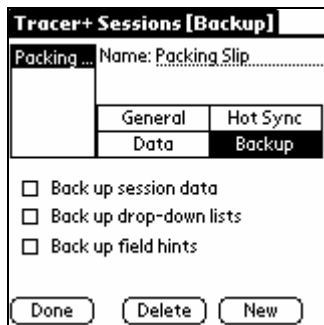 Tracer+ Sessions [Backup]
Packing ... Name: Packing Slip
General Hot Sync
Data Backup
Back up session data
Back up drop-down lists
Back up field hints
Done Delete New